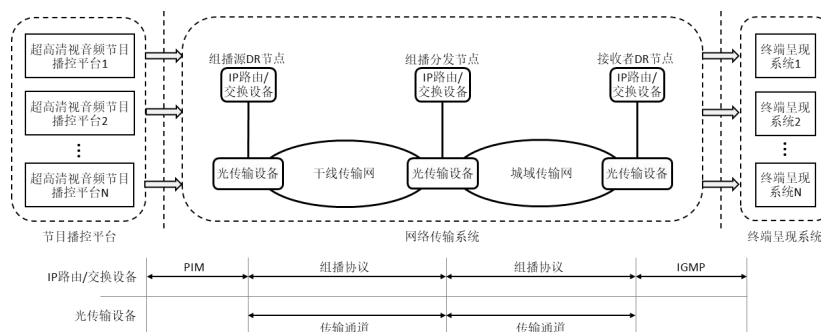 超高清视音频节目
播控平台1
超高清视音频节目
播控平台2
⋮
超高清视音频节目
播控平台N
节目播控平台
组播源DR节点
IP路由/
交换设备
组播分发节点
IP路由/
交换设备
接收者DR节点
IP路由/
交换设备
光传输设备
干线传输网
光传输设备
城域传输网
光传输设备
网络传输系统
终端呈现
系统1
终端呈现
系统2
⋮
终端呈现
系统N
终端呈现系统
IP路由/交换设备
PIM
组播协议
组播协议
IGMP
光传输设备
传输通道
传输通道